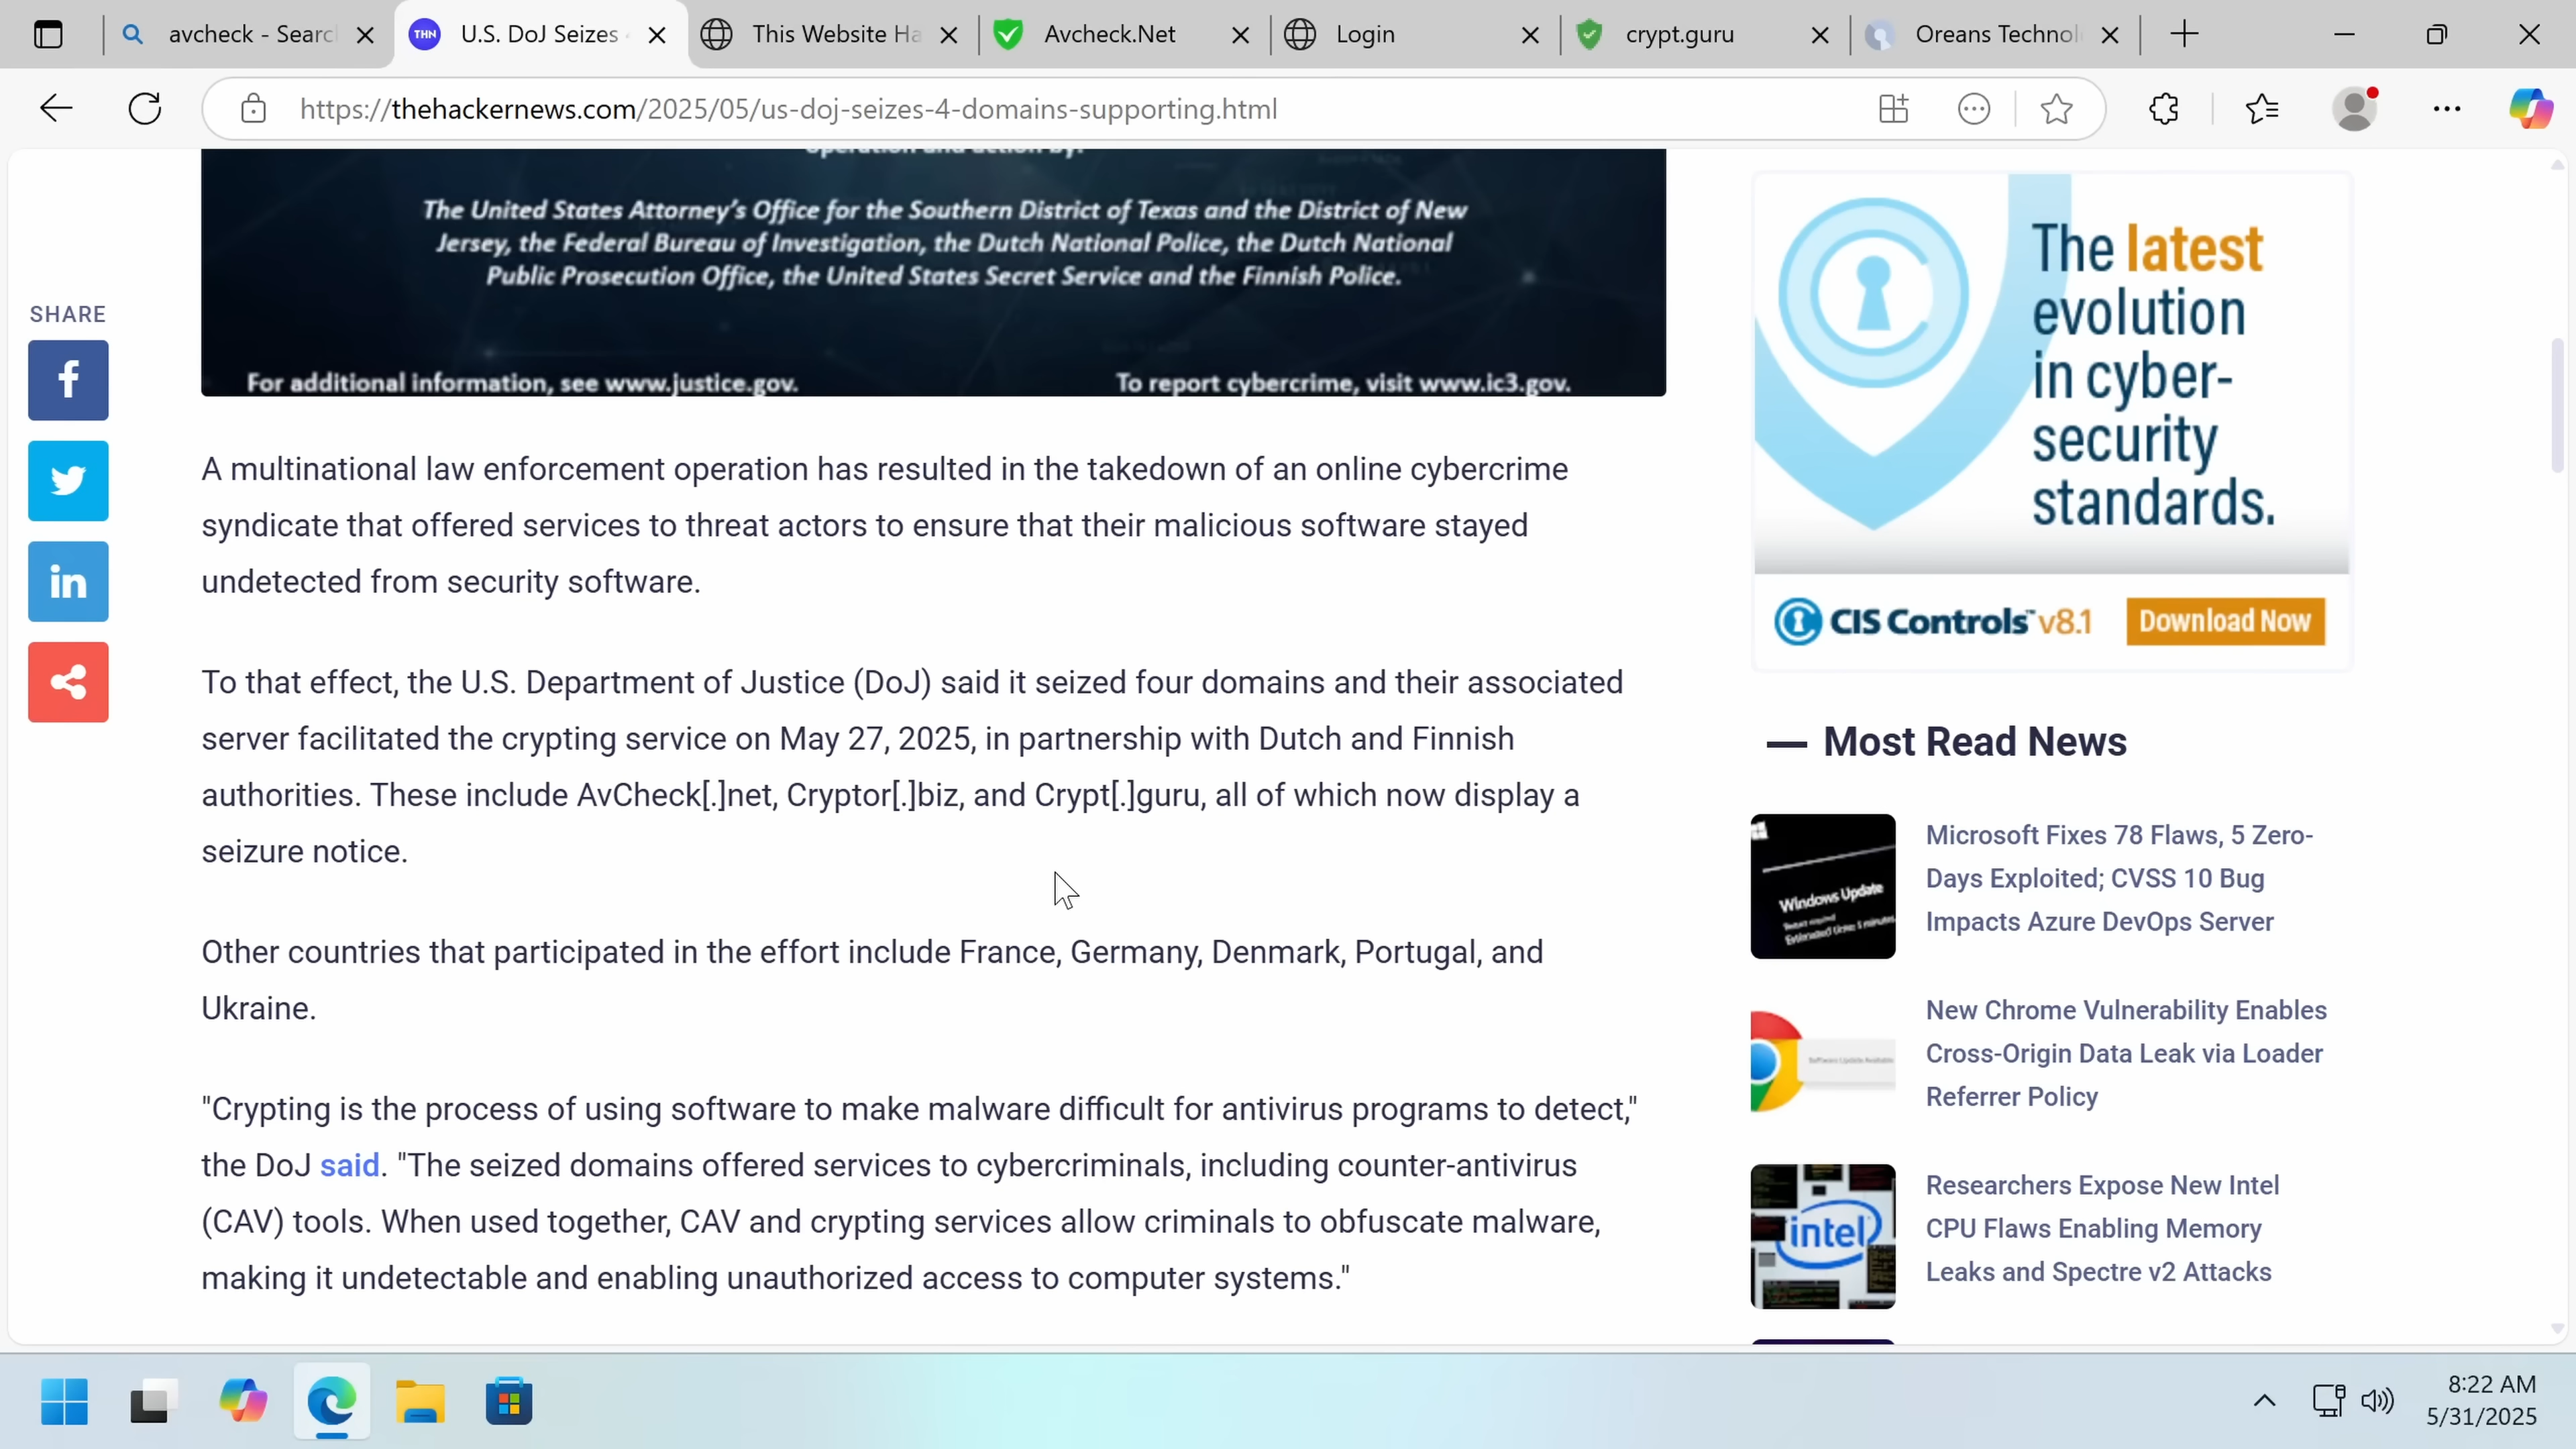 avcheck - Searc
THN
U.S. DoJ Seizes
This Website Ha
Avcheck.Net
Login
crypt.guru
Oreans Technol
https://thehackernews.com/2025/05/us-doj-seizes-4-domains-supporting.html
operation and action by:
The United States Attorney's Office for the Southern District of Texas and the District of New
Jersey, the Federal Bureau of Investigation, the Dutch National Police, the Dutch National
Public Prosecution Office, the United States Secret Service and the Finnish Police.
For additional information, see www.justice.gov.
To report cybercrime, visit www.ic3.gov.
SHARE
A multinational law enforcement operation has resulted in the takedown of an online cybercrime
syndicate that offered services to threat actors to ensure that their malicious software stayed
undetected from security software.
To that effect, the U.S. Department of Justice (DoJ) said it seized four domains and their associated
server facilitated the crypting service on May 27, 2025, in partnership with Dutch and Finnish
authorities. These include AvCheck[.]net, Cryptor[.]biz, and Crypt[.]guru, all of which now display a
seizure notice.
Other countries that participated in the effort include France, Germany, Denmark, Portugal, and
Ukraine.
"Crypting is the process of using software to make malware difficult for antivirus programs to detect,"
the DoJ said. "The seized domains offered services to cybercriminals, including counter-antivirus
(CAV) tools. When used together, CAV and crypting services allow criminals to obfuscate malware,
making it undetectable and enabling unauthorized access to computer systems."
The latest
evolution
in cyber-
security
standards.
CIS Controls™ v8.1
Download Now
Most Read News
Windows Update
Microsoft Fixes 78 Flaws, 5 Zero-
Days Exploited; CVSS 10 Bug
Impacts Azure DevOps Server
Software Update Available
New Chrome Vulnerability Enables
Cross-Origin Data Leak via Loader
Referrer Policy
intel
Researchers Expose New Intel
CPU Flaws Enabling Memory
Leaks and Spectre v2 Attacks
8:22 AM
5/31/2025